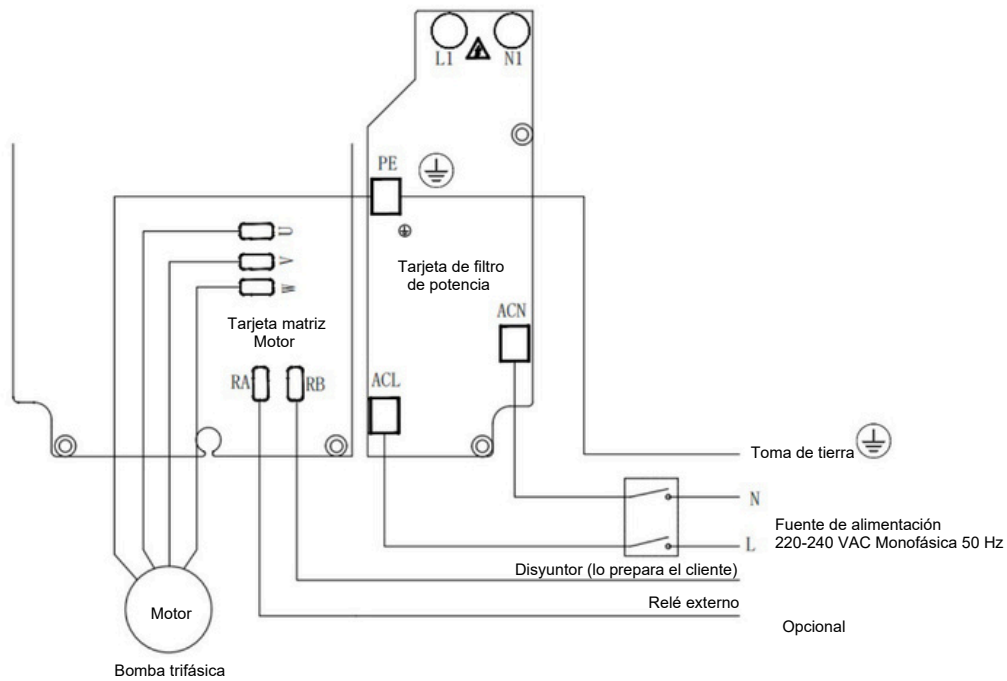 L1
N1
PE
U
V
W
Tarjeta de filtro
de potencia
Tarjeta matriz
Motor
ACN
RA
RB
ACL
Toma de tierra
N
Fuente de alimentación
220-240 VAC Monofásica 50 Hz
L
Disyuntor (lo prepara el cliente)
Relé externo
Opcional
Motor
Bomba trifásica